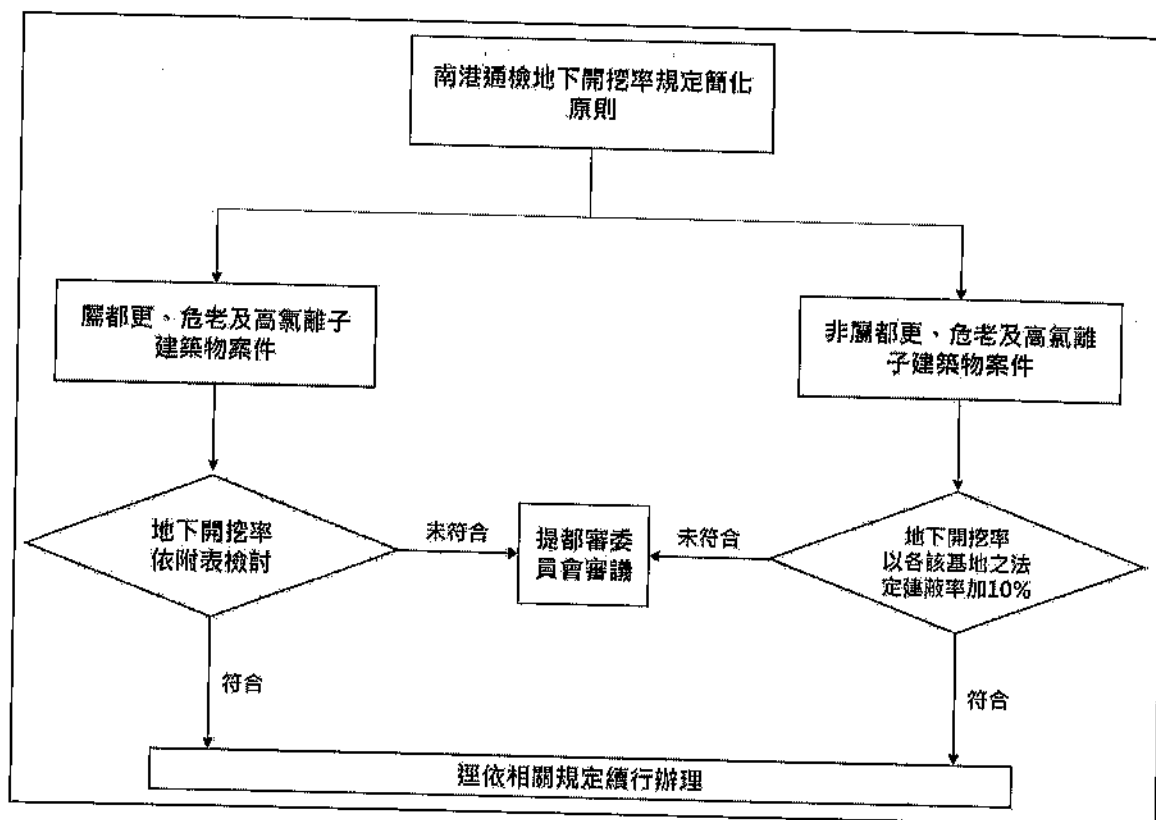 南港通檢地下開挖率規定簡化
原則
屬都更、危老及高氯離子
建築物案件
非屬都更、危老及高氯離
子建築物案件
地下開挖率
依附表檢討
未符合
提都審委
員會審議
未符合
地下開挖率
以各該基地之法
定建蔽率加10%
符合
符合
逕依相關規定續行辦理